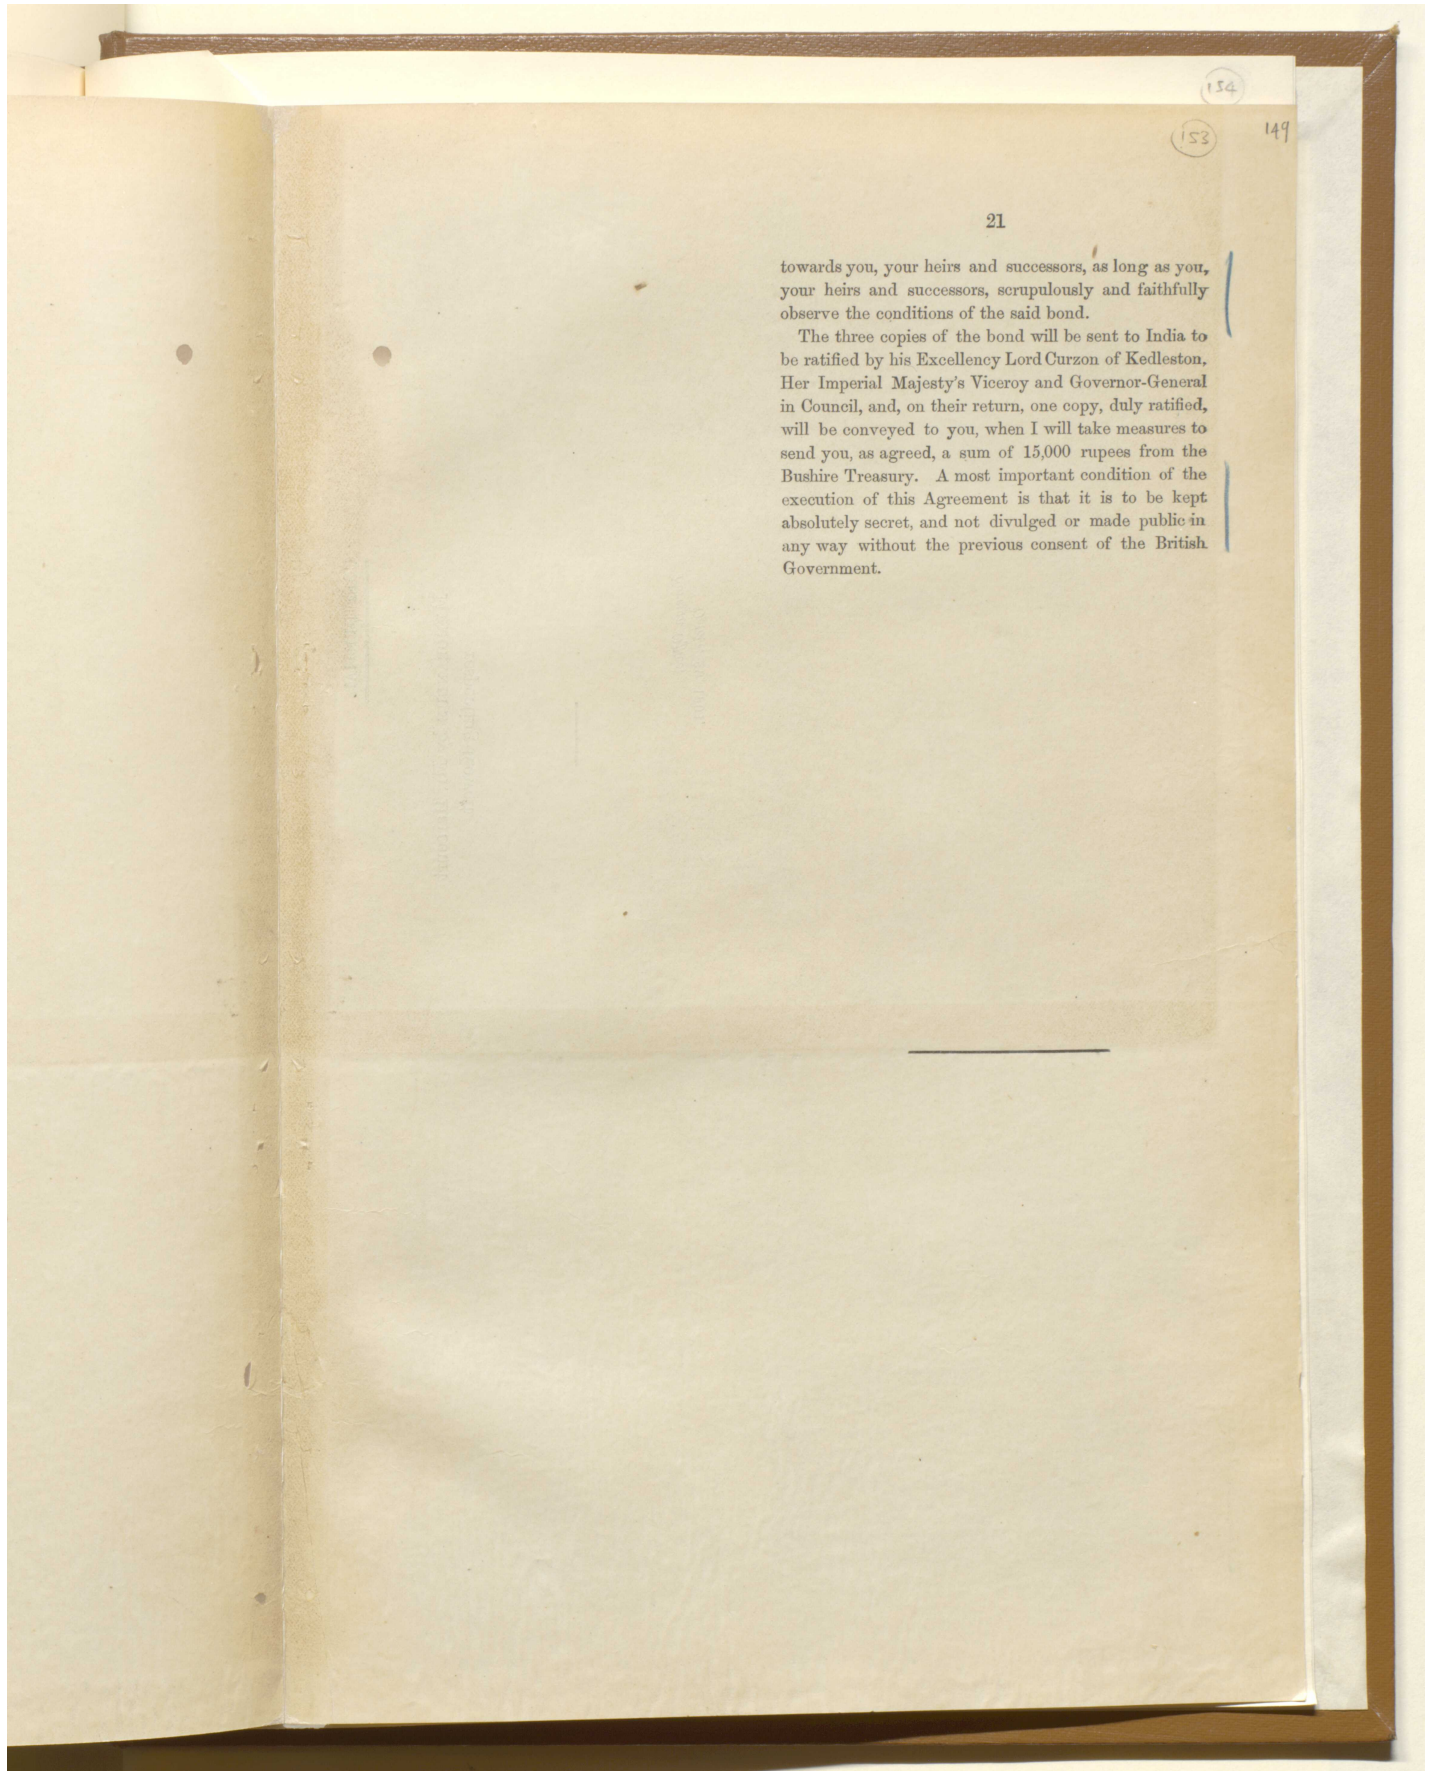 154
153
149
21
towards you, your heirs and successors, as long as you,
your heirs and successors, scrupulously and faithfully
observe the conditions of the said bond.
The three copies of the bond will be sent to India to
be ratified by his Excellency Lord Curzon of Kedleston,
Her Imperial Majesty's Viceroy and Governor-General
in Council, and, on their return, one copy, duly ratified,
will be conveyed to you, when I will take measures to
send you, as agreed, a sum of 15,000 rupees from the
Bushire Treasury. A most important condition of the
execution of this Agreement is that it is to be kept
absolutely secret, and not divulged or made public in
any way without the previous consent of the British
Government.